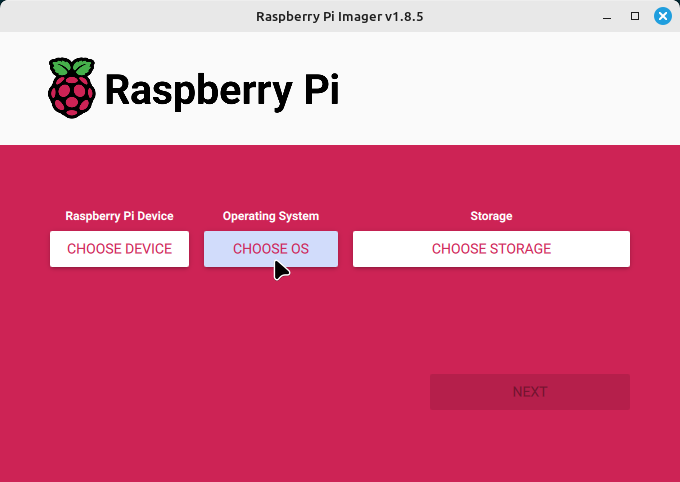 Raspberry Pi Imager v1.8.5
Raspberry Pi
Raspberry Pi Device
Operating System
Storage
CHOOSE DEVICE
CHOOSE OS
CHOOSE STORAGE
NEXT